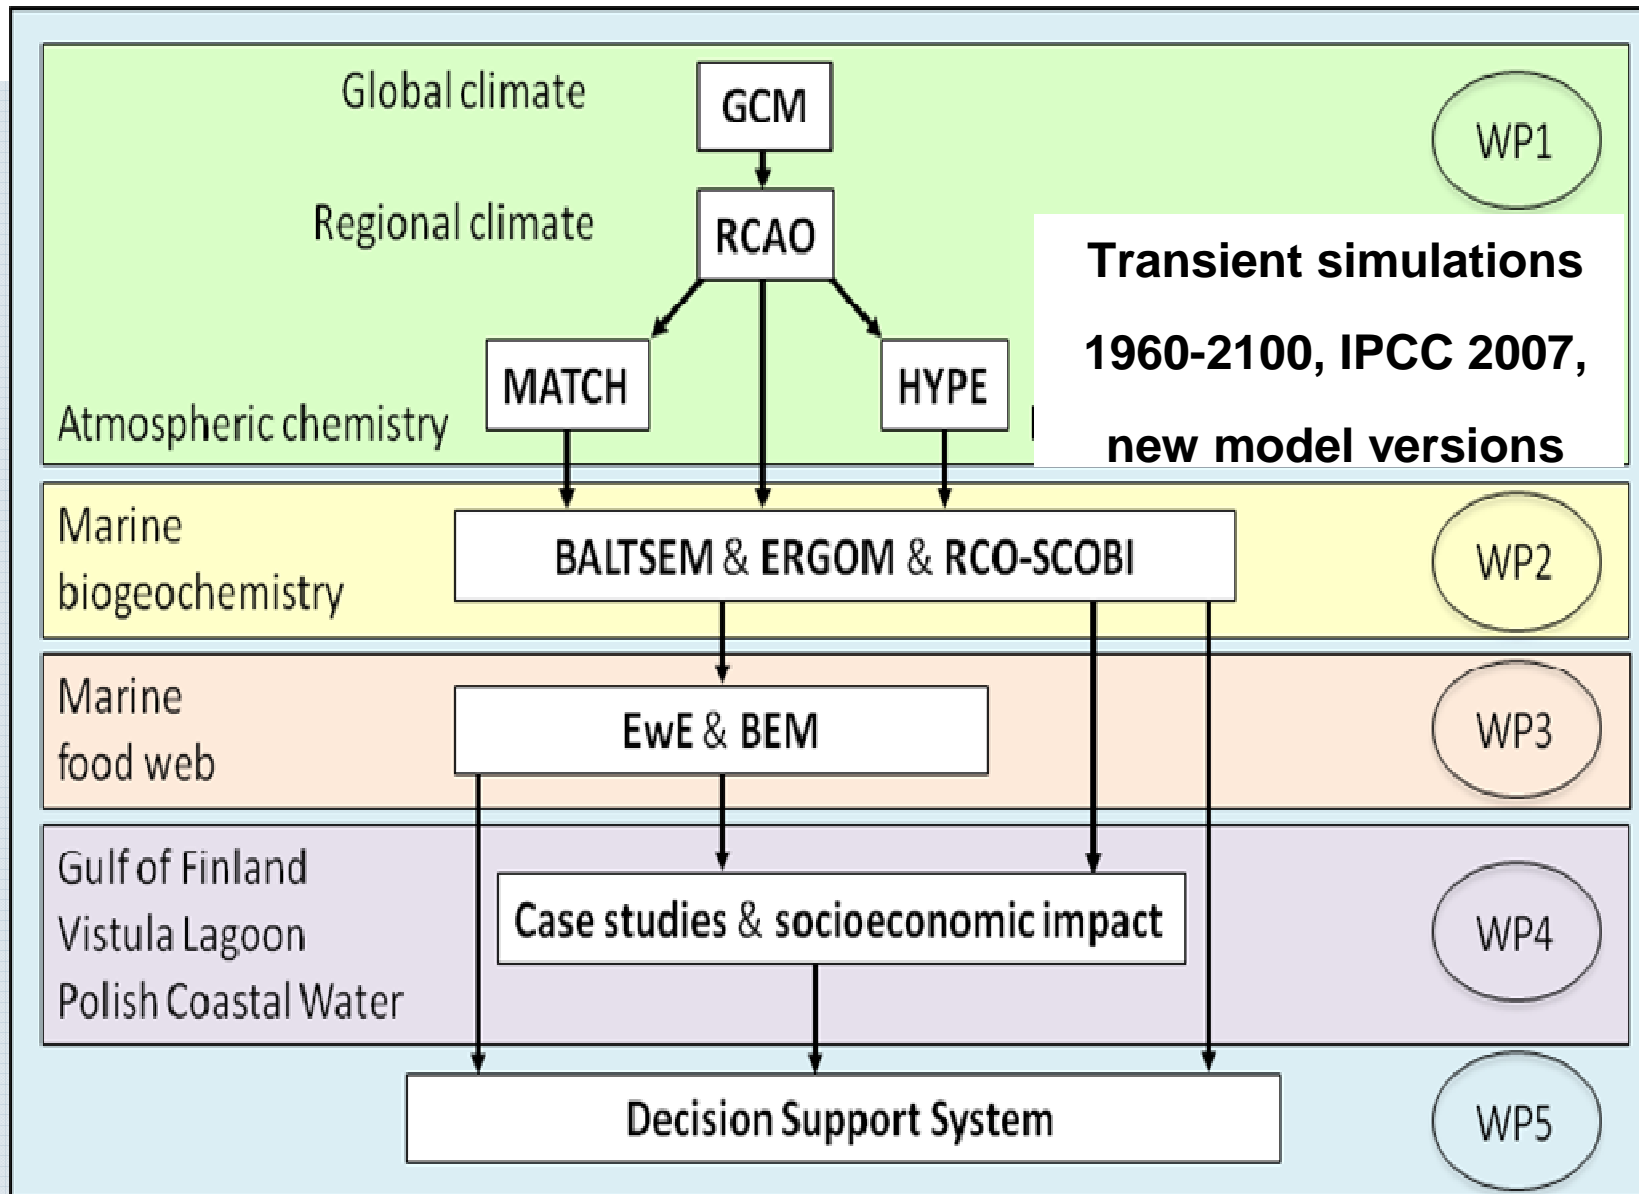 Global climate
GCM
WP1
Regional climate
RCAO
Transient simulations
1960-2100, IPCC 2007,
new model versions
MATCH
HYPE
Atmospheric chemistry
Marine
biogeochemistry
BALTSEM & ERGOM & RCO-SCOBI
WP2
Marine
food web
EwE & BEM
WP3
Gulf of Finland
Vistula Lagoon
Polish Coastal Water
Case studies & socioeconomic impact
WP4
Decision Support System
WP5